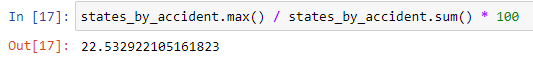 In [17]: states_by_accident.max() / states_by_accident.sum() * 100
Out[17]: 22.532922105161823